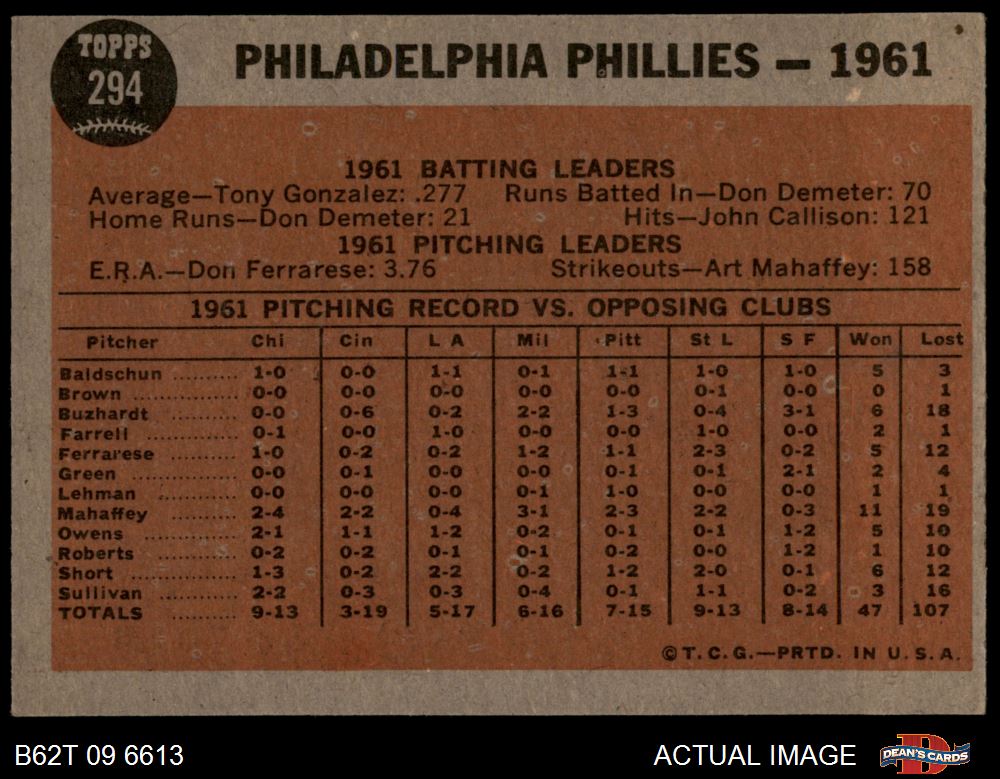 TOPPS
294
PHILADELPHIA PHILLIES — 1961
1961 BATTING LEADERS
Average—Tony Gonzalez: .277 Runs Batted In—Don Demeter: 70
Home Runs—Don Demeter: 21 Hits—John Callison: 121
1961 PITCHING LEADERS
E.R.A.—Don Ferrarese: 3.76 Strikeouts—Art Mahaffey: 158
1961 PITCHING RECORD VS. OPPOSING CLUBS
Pitcher Chi Cin L A Mil Pitt St L S F Won Lost
Baldschun .......... 1-0 0-0 1-1 0-1 1-1 1-0 1-0 5 3
Brown .......... 0-0 0-0 0-0 0-0 0-0 0-1 0-0 0 1
Buzhardt .......... 0-0 0-6 0-2 2-2 1-3 0-4 3-1 6 18
Farrell .......... 0-1 0-0 1-0 0-0 0-0 1-0 0-0 2 1
Ferrarese .......... 1-0 0-2 0-2 1-2 1-1 2-3 0-2 5 12
Green .......... 0-0 0-1 0-0 0-0 0-1 0-1 2-1 2 4
Lehman .......... 0-0 0-0 0-0 0-1 1-0 0-0 0-0 1 1
Mahaffey .......... 2-4 2-2 0-4 3-1 2-3 2-2 0-3 11 19
Owens .......... 2-1 1-1 1-2 0-2 0-1 0-1 1-2 5 10
Roberts .......... 0-2 0-2 0-1 0-1 0-2 0-0 1-2 1 10
Short .......... 1-3 0-2 2-2 0-2 1-2 2-0 0-1 6 12
Sullivan .......... 2-2 0-3 0-3 0-4 0-1 1-1 0-2 3 16
TOTALS .......... 9-13 3-19 5-17 6-16 7-15 9-13 8-14 47 107
©T.C.G.—PRTD. IN U.S.A.
B62T 09 6613 ACTUAL IMAGE DEAN'S CARDS